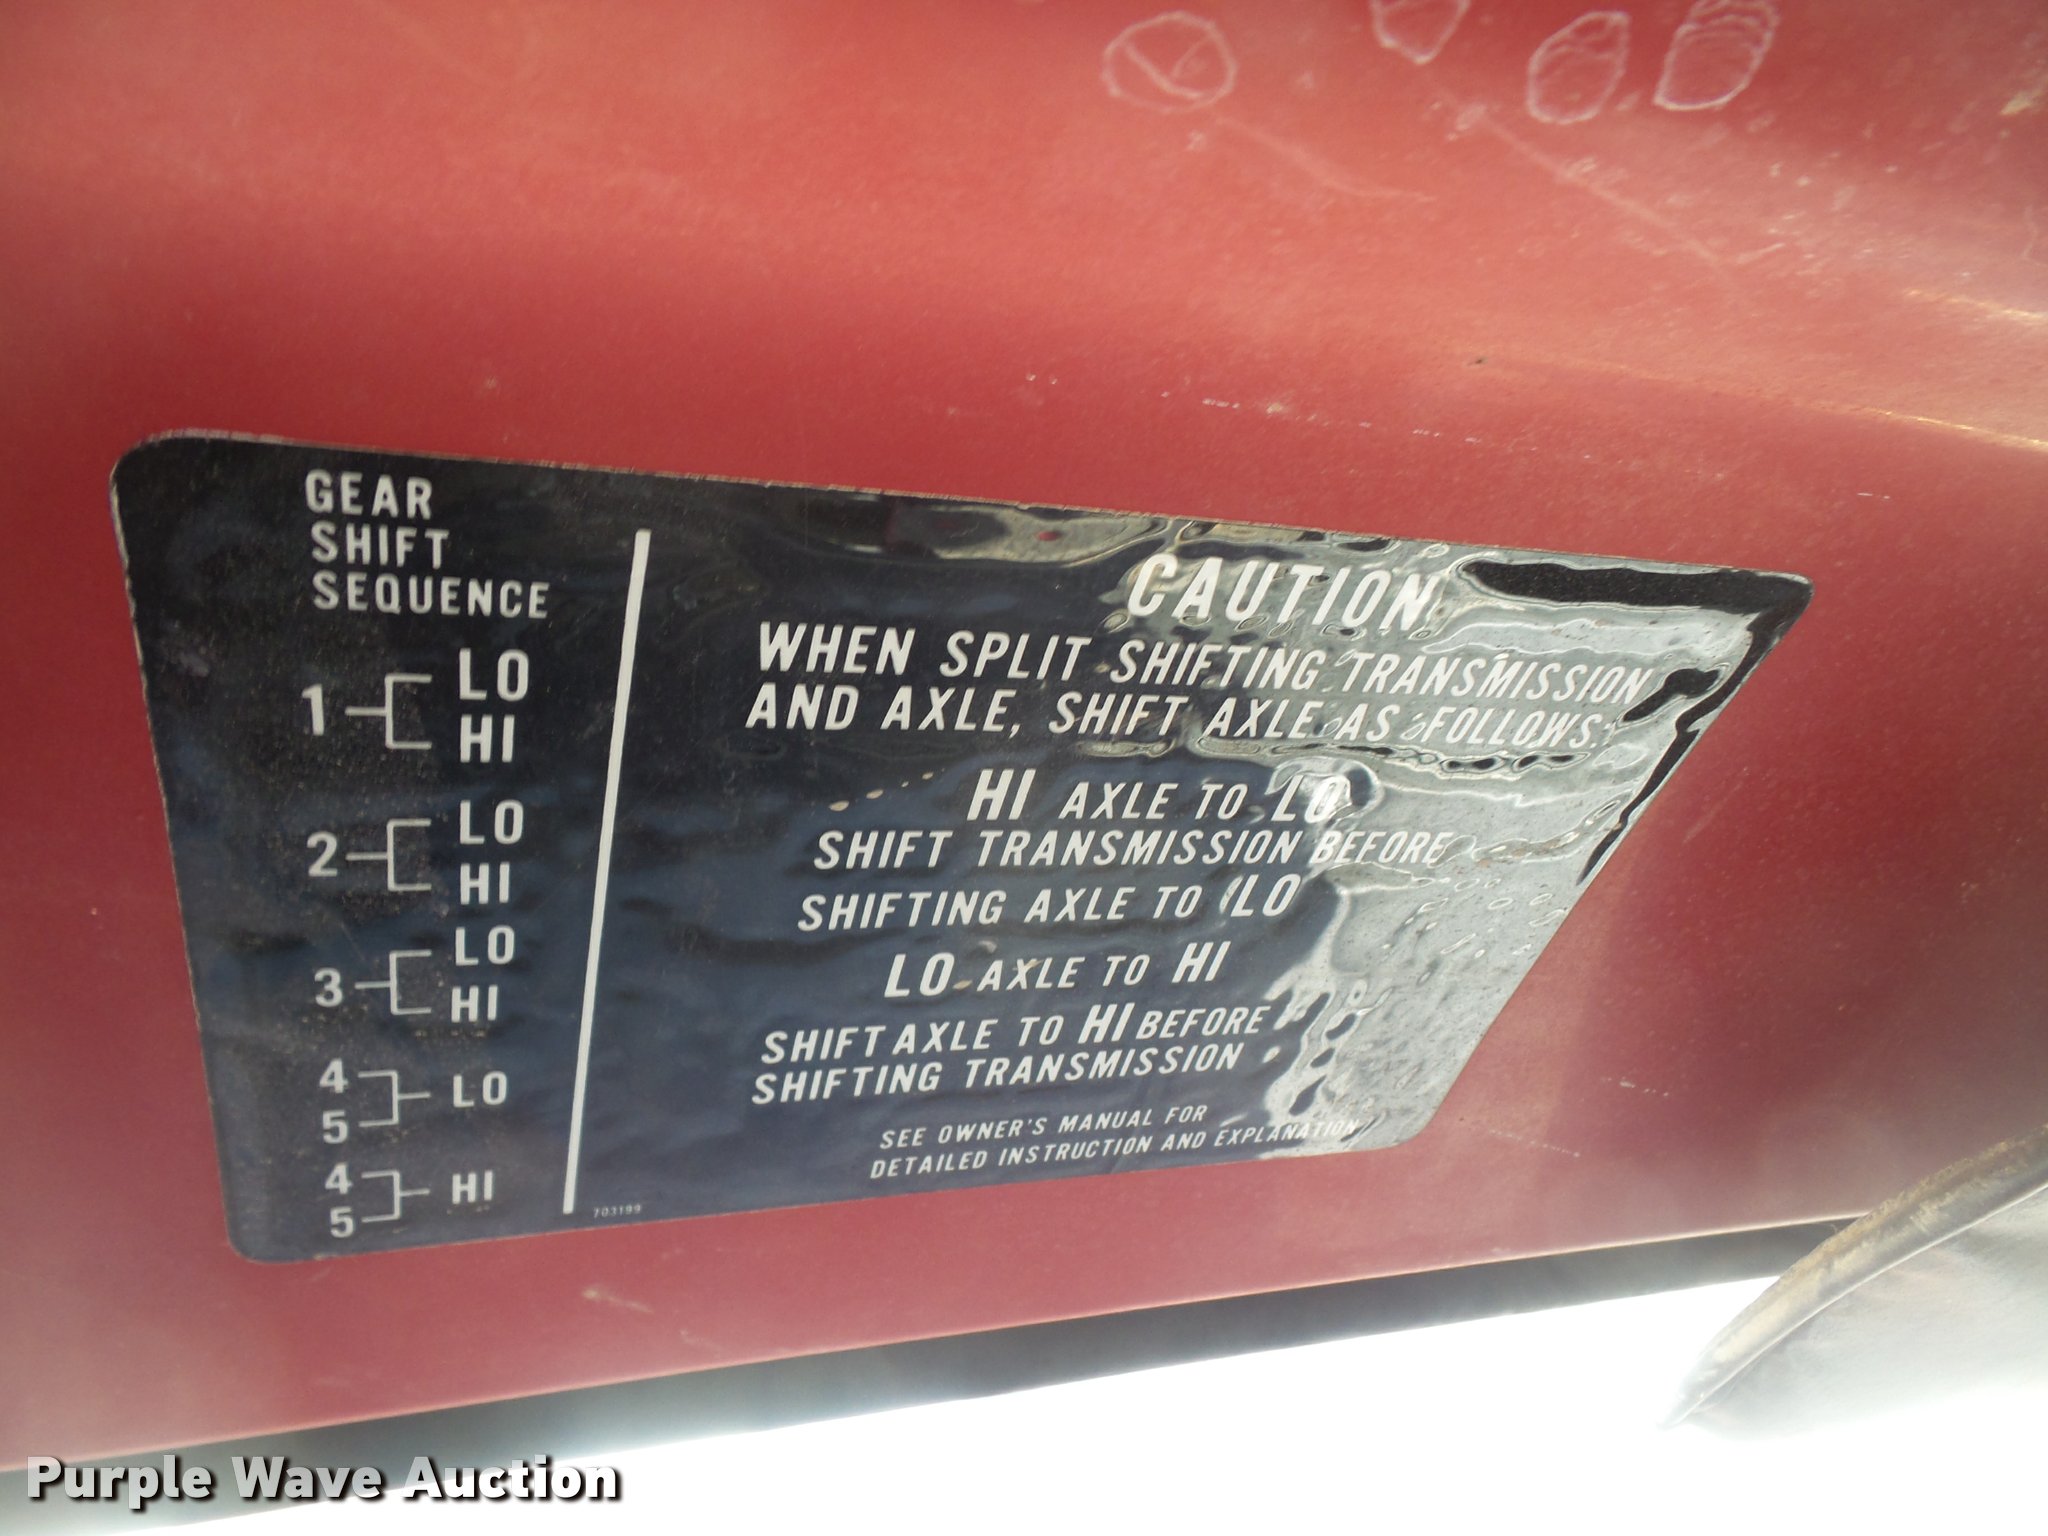 GEAR
SHIFT
SEQUENCE
1 LO
HI
2 LO
HI
3 LO
HI
4
5 LO
4
5 HI
CAUTION
WHEN SPLIT SHIFTING TRANSMISSION
AND AXLE, SHIFT AXLE AS FOLLOWS:
HI AXLE TO LO
SHIFT TRANSMISSION BEFORE
SHIFTING AXLE TO LO
LO AXLE TO HI
SHIFT AXLE TO HI BEFORE
SHIFTING TRANSMISSION
SEE OWNER'S MANUAL FOR
DETAILED INSTRUCTION AND EXPLANATION
703199
Purple Wave Auction